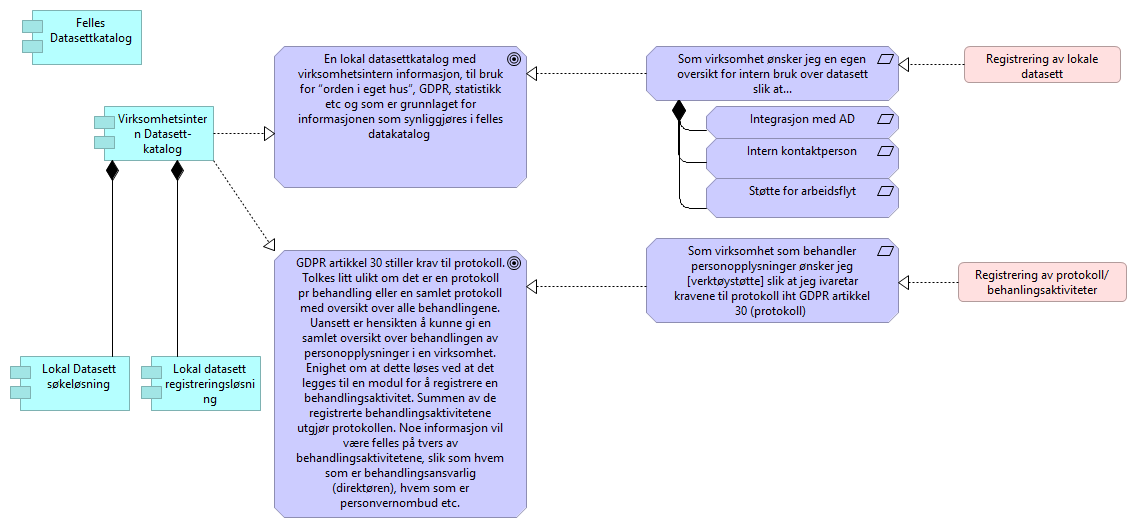 Felles
Datasettkatalog
Virksomhetsinter
n Datasett-
katalog
Lokal Datasett
søkeløsning
Lokal datasett
registreringsløsni
ng
En lokal datasettkatalog med
virksomhetsintern informasjon, til bruk
for "orden i eget hus", GDPR, statistikk
etc og som er grunnlaget for
informasjonen som synliggjøres i felles
datakatalog
GDPR artikkel 30 stiller krav til protokoll.
Tolkes litt ulikt om det er en protokoll
pr behandling eller en samlet protokoll
med oversikt over alle behandlingene.
Uansett er hensikten å kunne gi en
samlet oversikt over behandlingen av
personopplysninger i en virksomhet.
Enighet om at dette løses ved at det
legges til en modul for å registrere en
behandlingsaktivitet. Summen av de
registrerte behandlingsaktivitetene
utgjør protokollen. Noe informasjon vil
være felles på tvers av
behandlingsaktivitetene, slik som hvem
som er behandlingsansvarlig
(direktøren), hvem som er
personvernombud etc.
Som virksomhet ønsker jeg en egen
oversikt for intern bruk over datasett
slik at...
Integrasjon med AD
Intern kontaktperson
Støtte for arbeidsflyt
Som virksomhet som behandler
personopplysninger ønsker jeg
[verktøystøtte] slik at jeg ivaretar
kravene til protokoll iht GDPR artikkel
30 (protokoll)
Registrering av lokale
datasett
Registrering av protokoll/
behanlingsaktiviteter